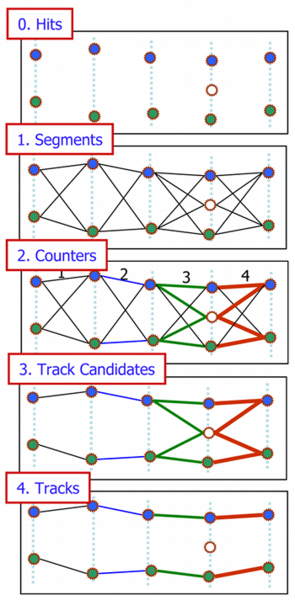 0. Hits
1. Segments
2. Counters
1 2 3 4
3. Track Candidates
4. Tracks